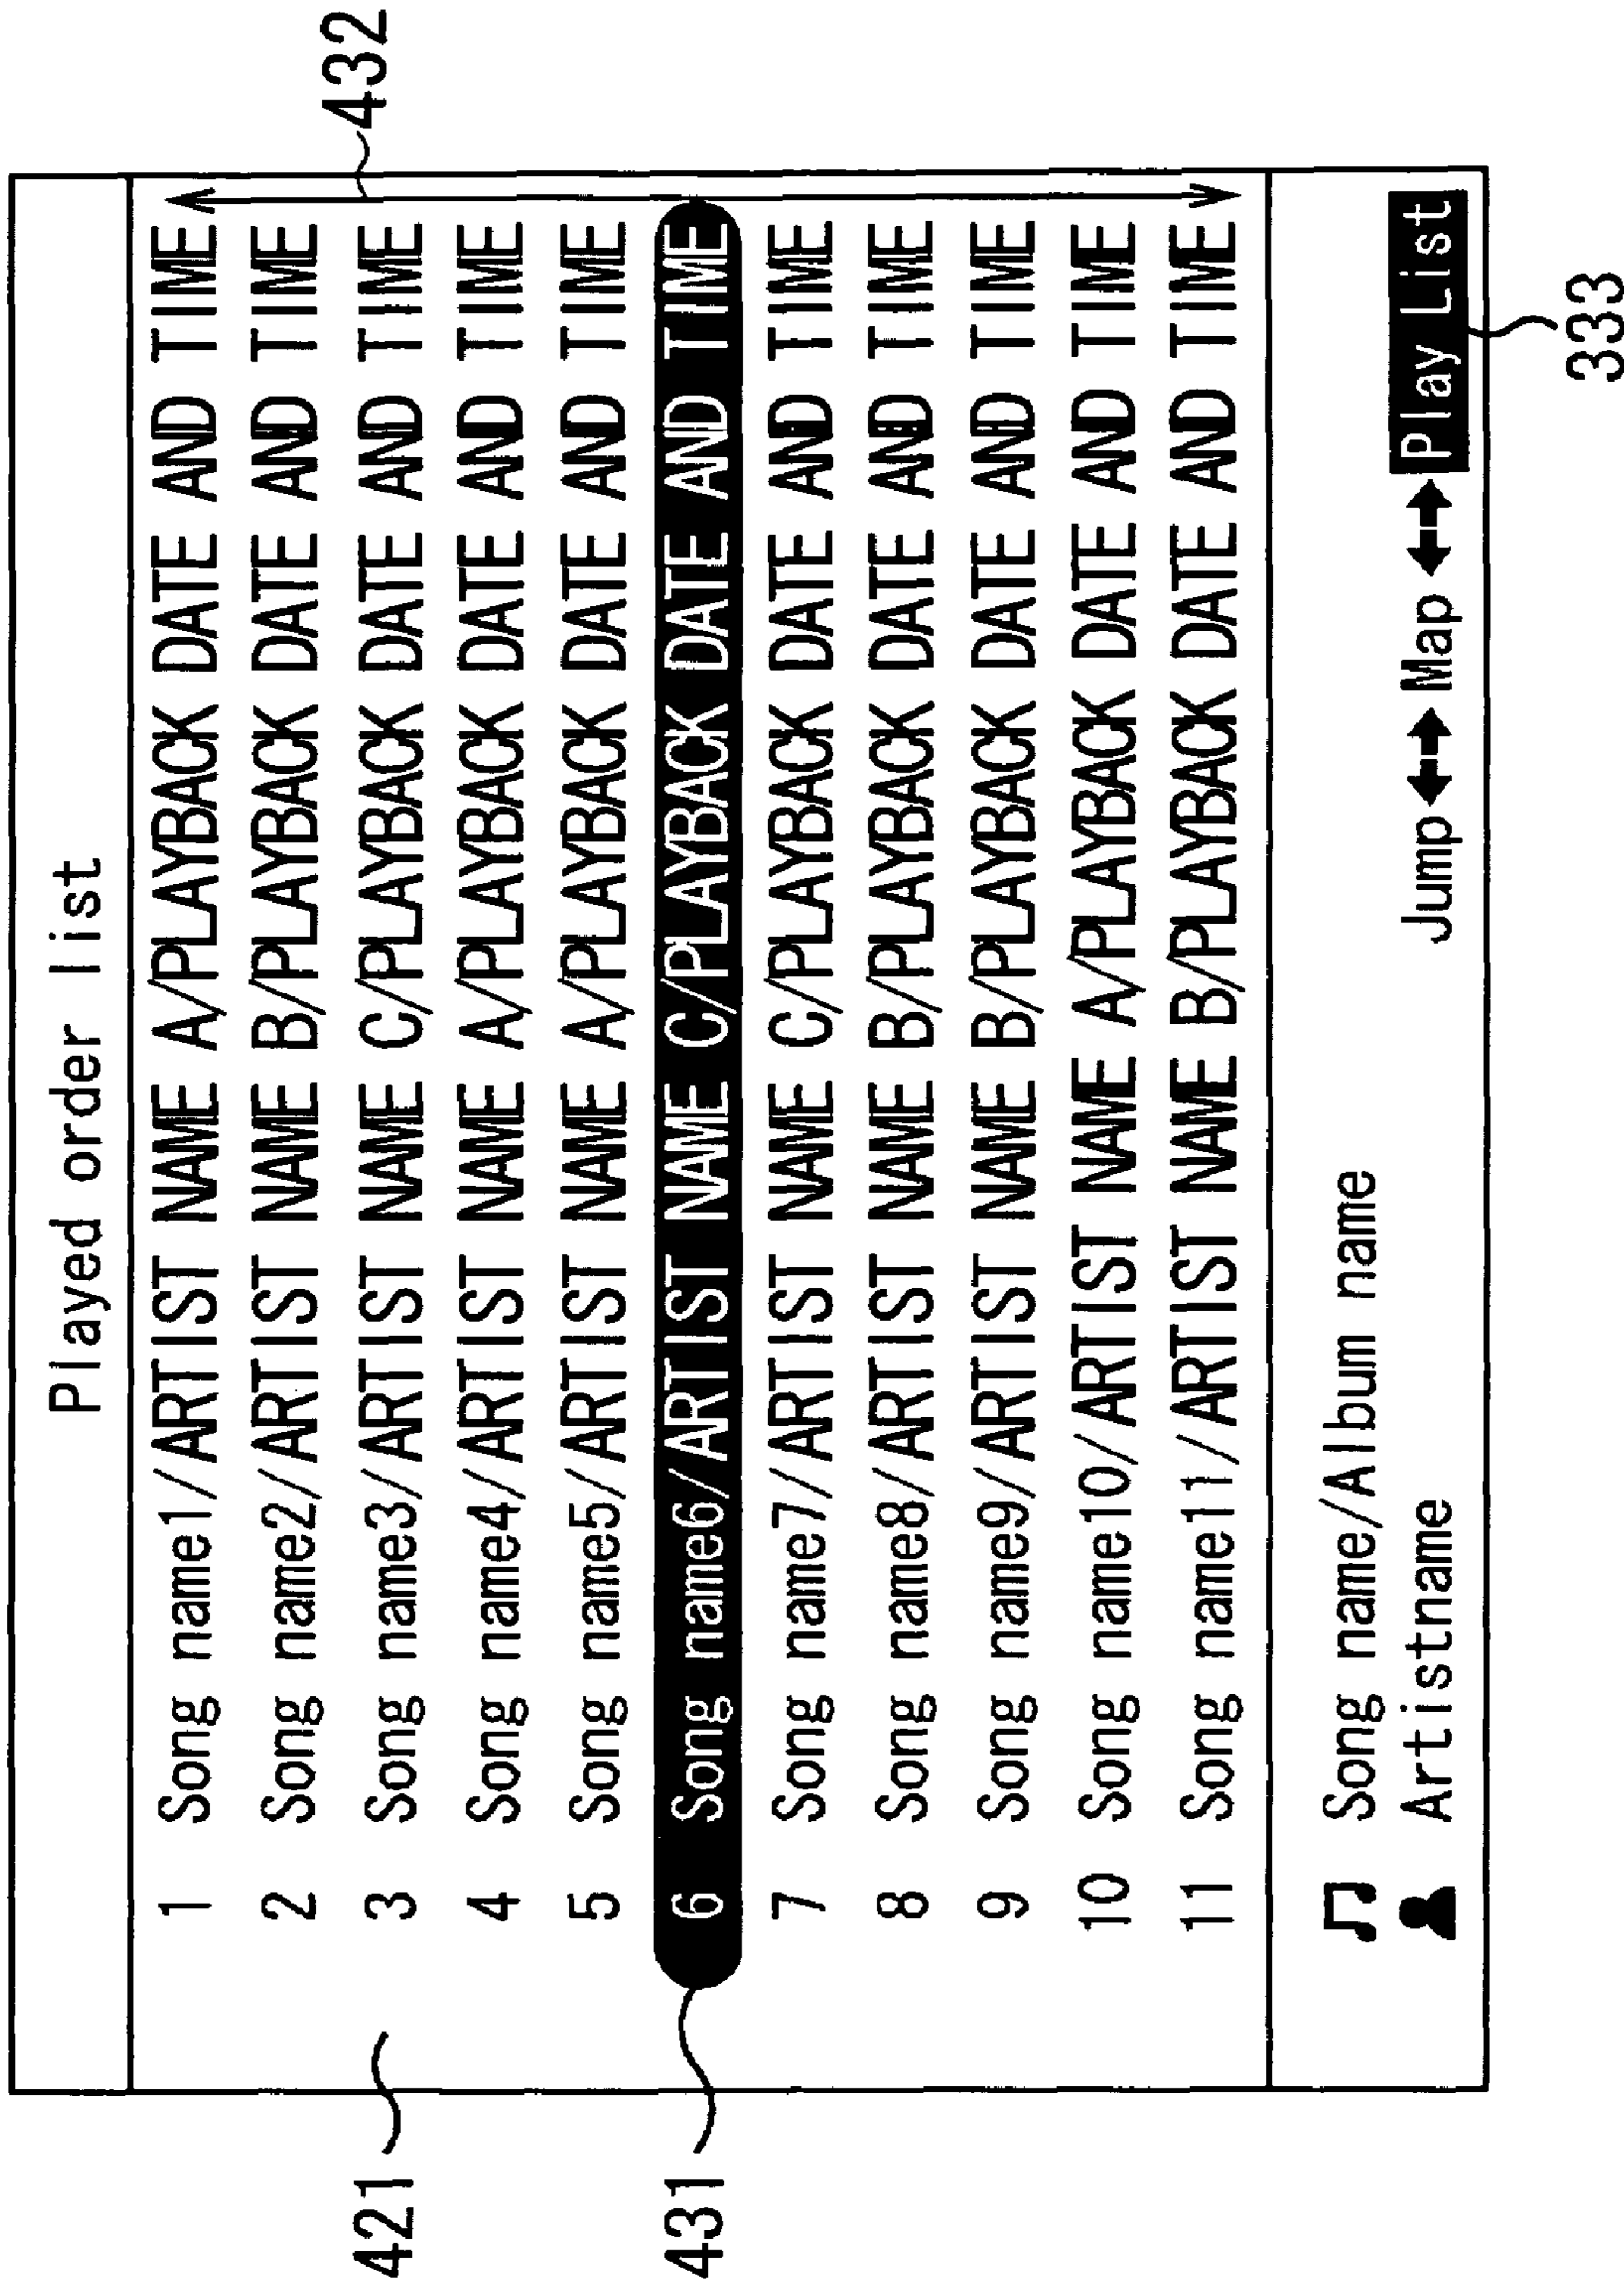 Played order list
432
1 Song name1//ARTIST NAME A/PLAYBACK DATE AND TIME
2 Song name2//ARTIST NAME B/PLAYBACK DATE AND TIME
3 Song name3//ARTIST NAME C/PLAYBACK DATE AND TIME
421
4 Song name4//ARTIST NAME A/PLAYBACK DATE AND TIME
5 Song name5//ARTIST NAME A/PLAYBACK DATE AND TIME
6 Song name6/ARTIST NAME C/PLAYBACK DATE AND TIME
431
7 Song name7//ARTIST NAME C/PLAYBACK DATE AND TIME
8 Song name8//ARTIST NAME B/PLAYBACK DATE AND TIME
9 Song name9//ARTIST NAME B/PLAYBACK DATE AND TIME
10 Song name10/ARTIST NAME A/PLAYBACK DATE AND TIME
11 Song name11//ARTIST NAME B/PLAYBACK DATE AND TIME
Song name/Album name
Artistname Jump Map Play List
333